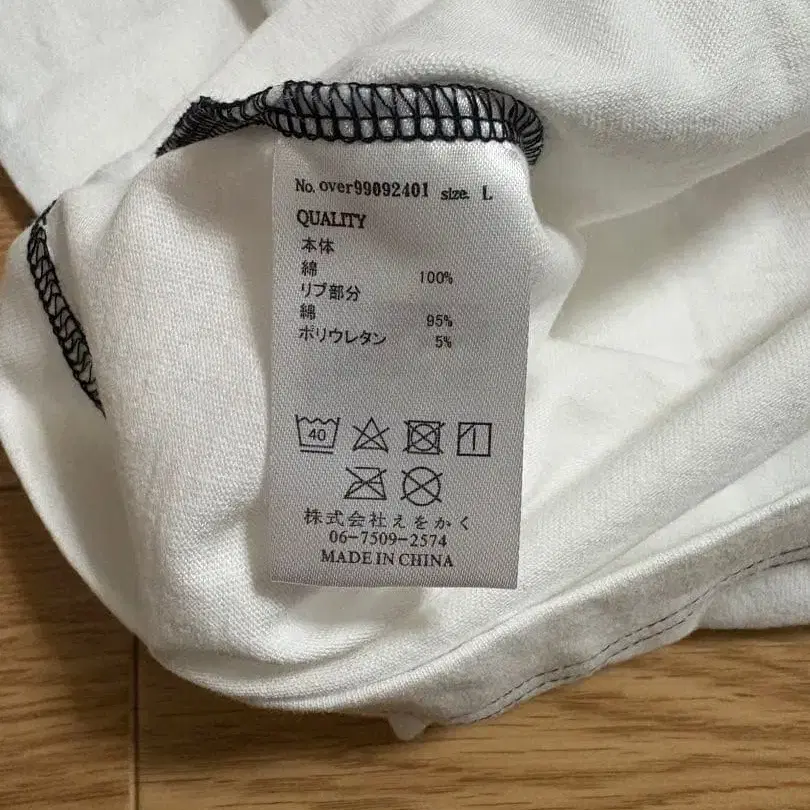 No. over99092401 size. L
QUALITY
本体
綿 100%
リブ部分
綿 95%
ポリウレタン 5%
40
株式会社えをかく
06-7509-2574
MADE IN CHINA